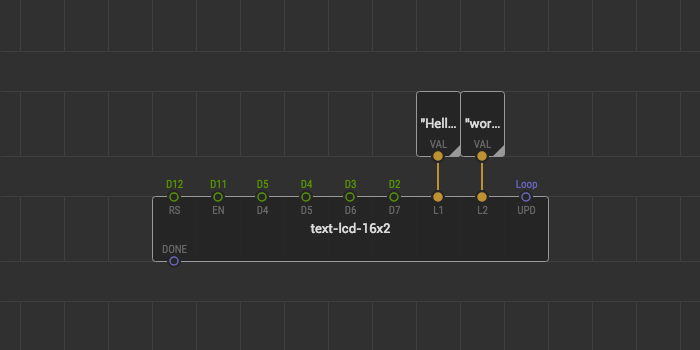 "Hell... "wor...
VAL VAL
D12 D11 D5 D4 D3 D2 Loop
RS EN D4 D5 D6 D7 L1 L2 UPD
text-lcd-16x2
DONE